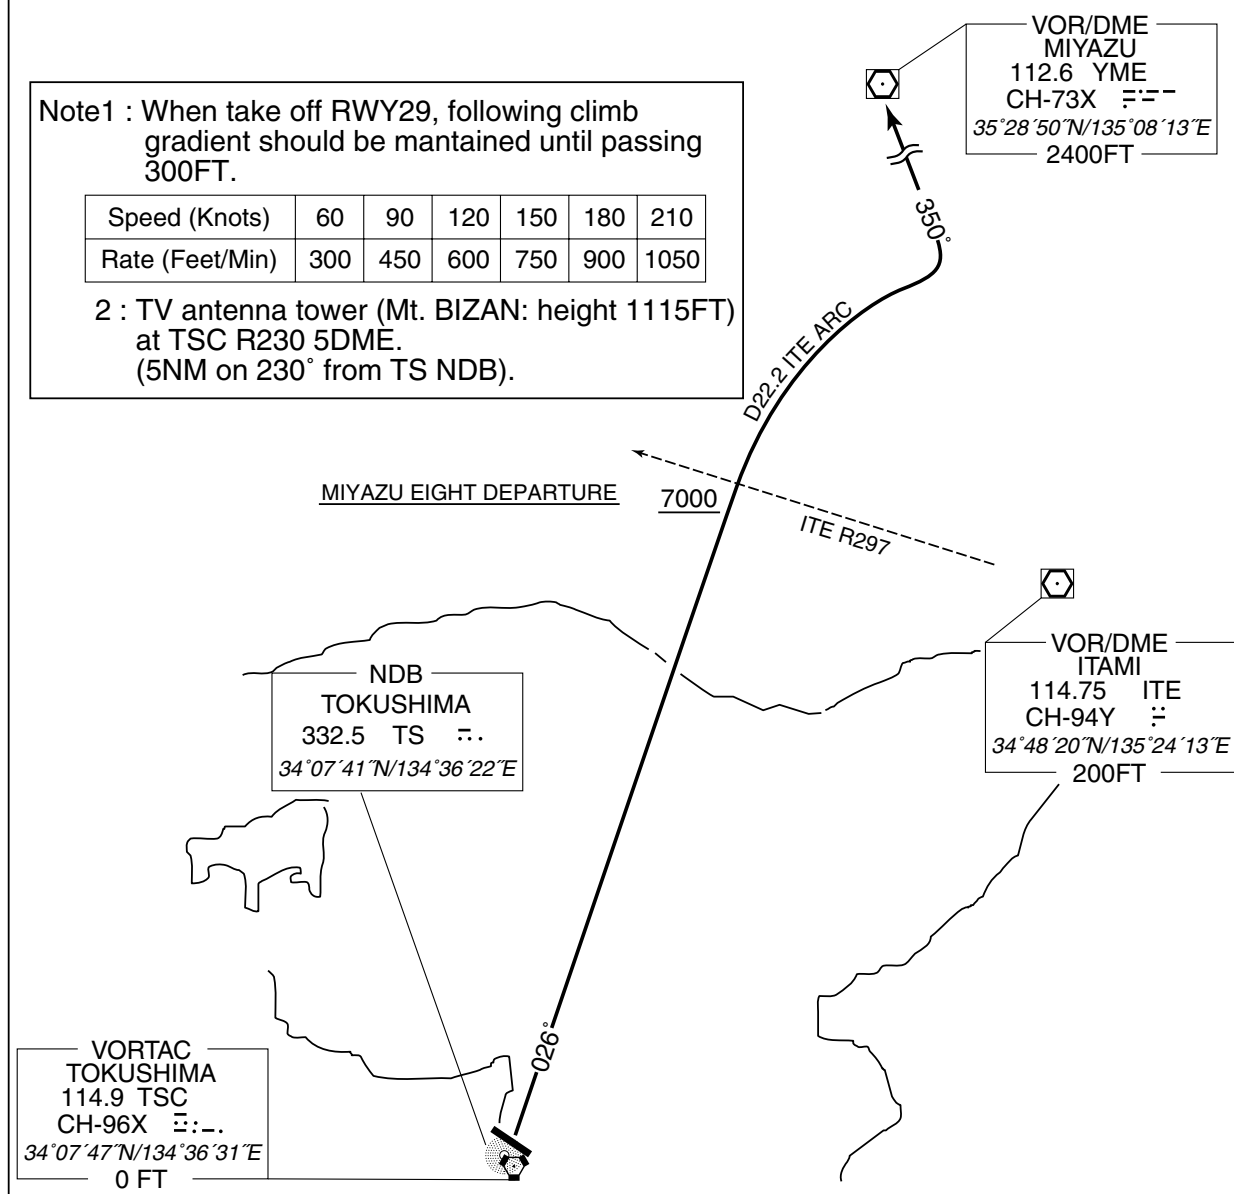 VOR/DME
MIYAZU
112.6 YME
CH-73X
35°28´50˝N/135°08´13˝E
2400FT
Note1 : When take off RWY29, following climb
gradient should be mantained until passing
300FT.
Speed (Knots) 60 90 120 150 180 210
Rate (Feet/Min) 300 450 600 750 900 1050
2 : TV antenna tower (Mt. BIZAN: height 1115FT)
at TSC R230 5DME.
(5NM on 230˚ from TS NDB).
350˚
D22.2 ITE ARC
MIYAZU EIGHT DEPARTURE
7000
ITE R297
VOR/DME
ITAMI
114.75 ITE
CH-94Y
34°48´20˝N/135°24´13˝E
200FT
NDB
TOKUSHIMA
332.5 TS
34°07´41˝N/134°36´22˝E
026˚
VORTAC
TOKUSHIMA
114.9 TSC
CH-96X
34°07´47˝N/134°36´31˝E
0 FT